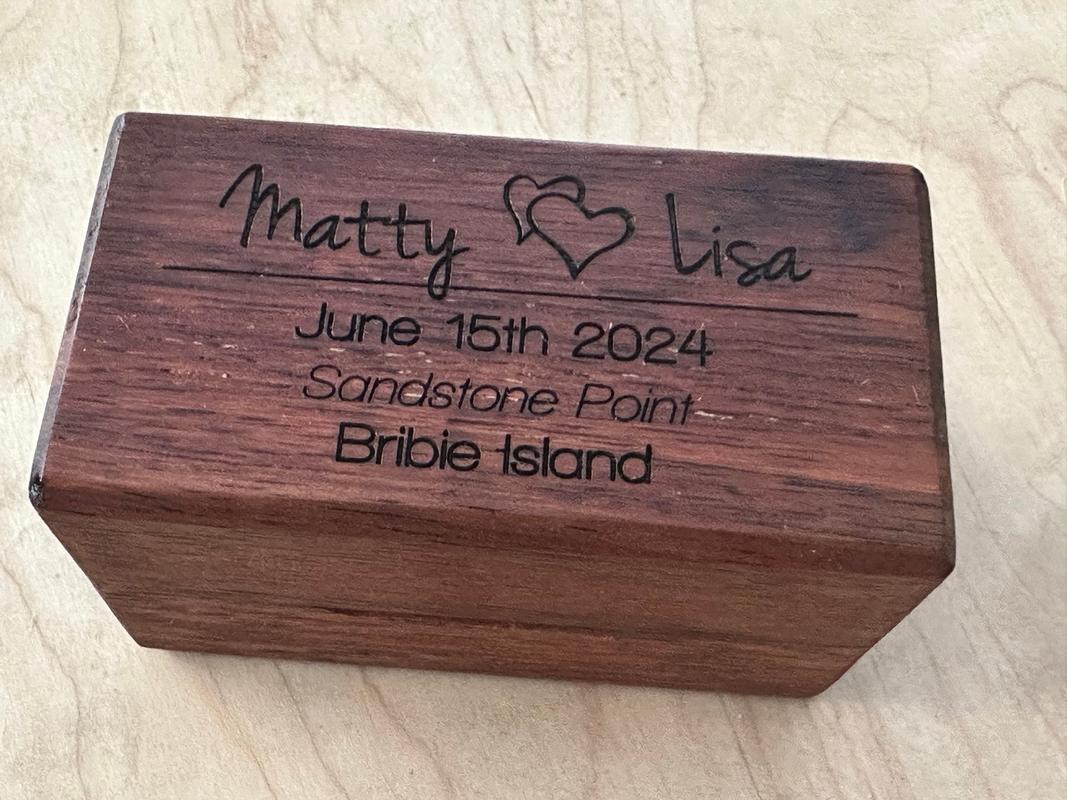 Matty Lisa
June 15th 2024
Sandstone Point
Bribie Island